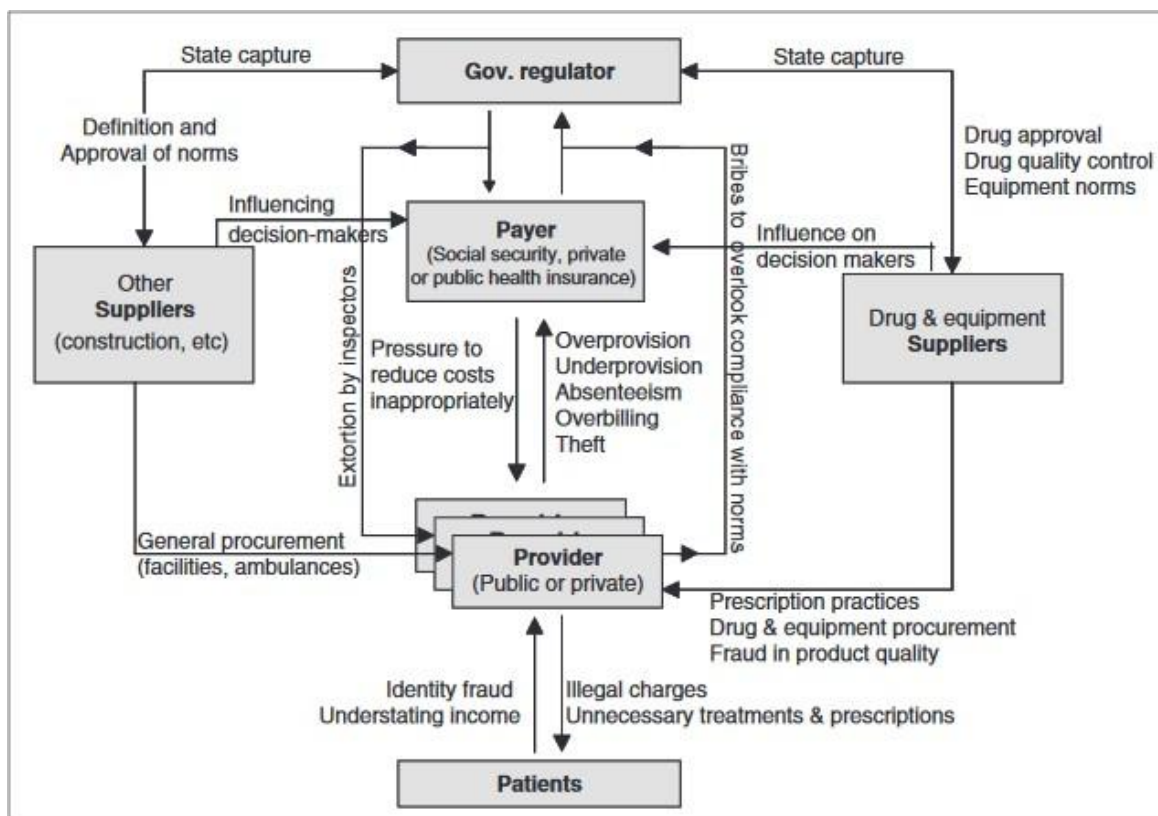 State capture
Gov. regulator
State capture
Definition and
Approval of norms
Drug approval
Drug quality control
Equipment norms
Influencing
decision-makers
Payer
(Social security, private
or public health insurance)
Influence on
decision makers
Other
Suppliers
(construction, etc)
Drug & equipment
Suppliers
Extortion by inspectors
Pressure to
reduce costs
inappropriately
Overprovision
Underprovision
Absenteeism
Overbilling
Theft
Bribes to overlook compliance with norms
General procurement
(facilities, ambulances)
Provider
(Public or private)
Prescription practices
Drug & equipment procurement
Fraud in product quality
Identity fraud
Understating income
Illegal charges
Unnecessary treatments & prescriptions
Patients